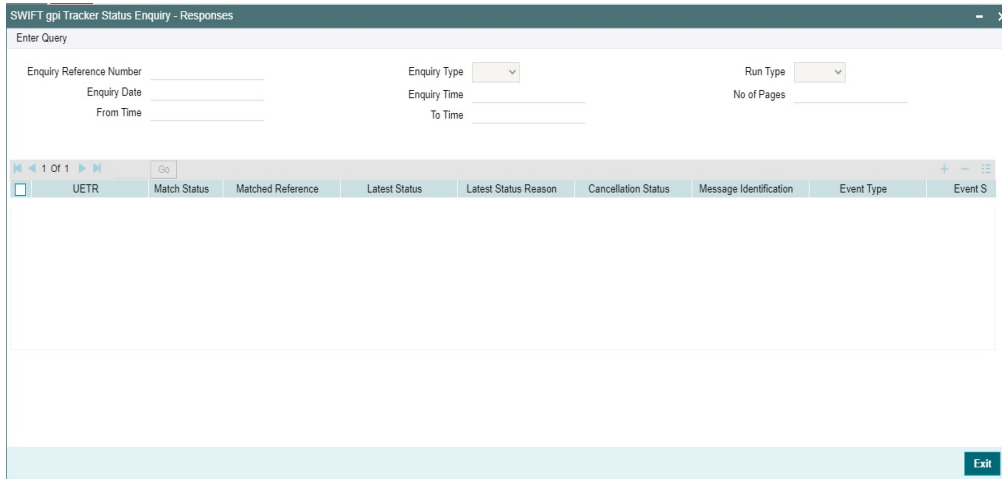 SWIFT gpi Tracker Status Enquiry - Responses
Enter Query
Enquiry Reference Number Enquiry Type Run Type
Enquiry Date Enquiry Time No of Pages
From Time To Time
1 Of 1 Go
UETR Match Status Matched Reference Latest Status Latest Status Reason Cancellation Status Message Identification Event Type Event S
Exit